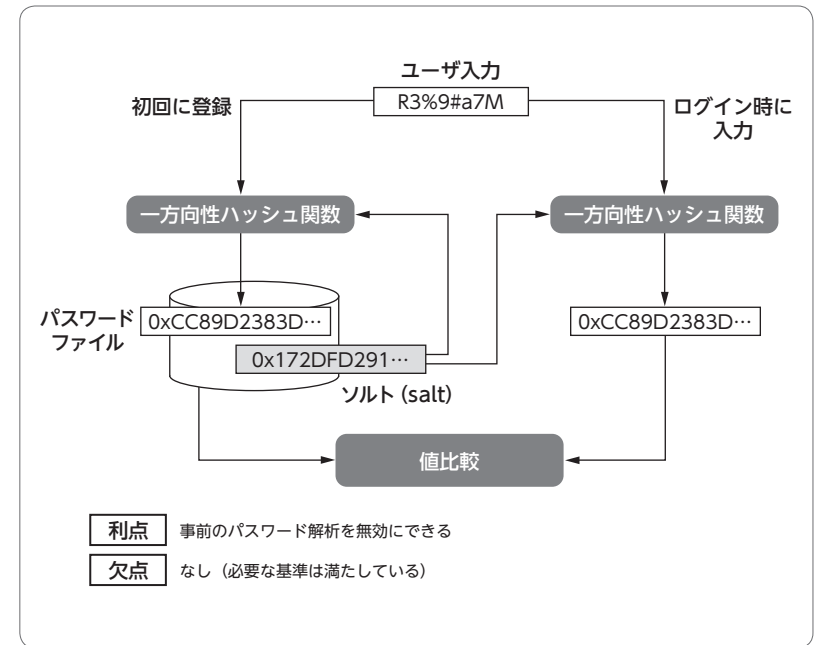 ユーザ入力
R3%9#a7M
初回に登録
ログイン時に
入力
一方向性ハッシュ関数
一方向性ハッシュ関数
パスワード
ファイル
0xCC89D2383D…
0xCC89D2383D…
0x172DFD291…
ソルト（salt）
値比較
利点 事前のパスワード解析を無効にできる
欠点 なし（必要な基準は満たしている）